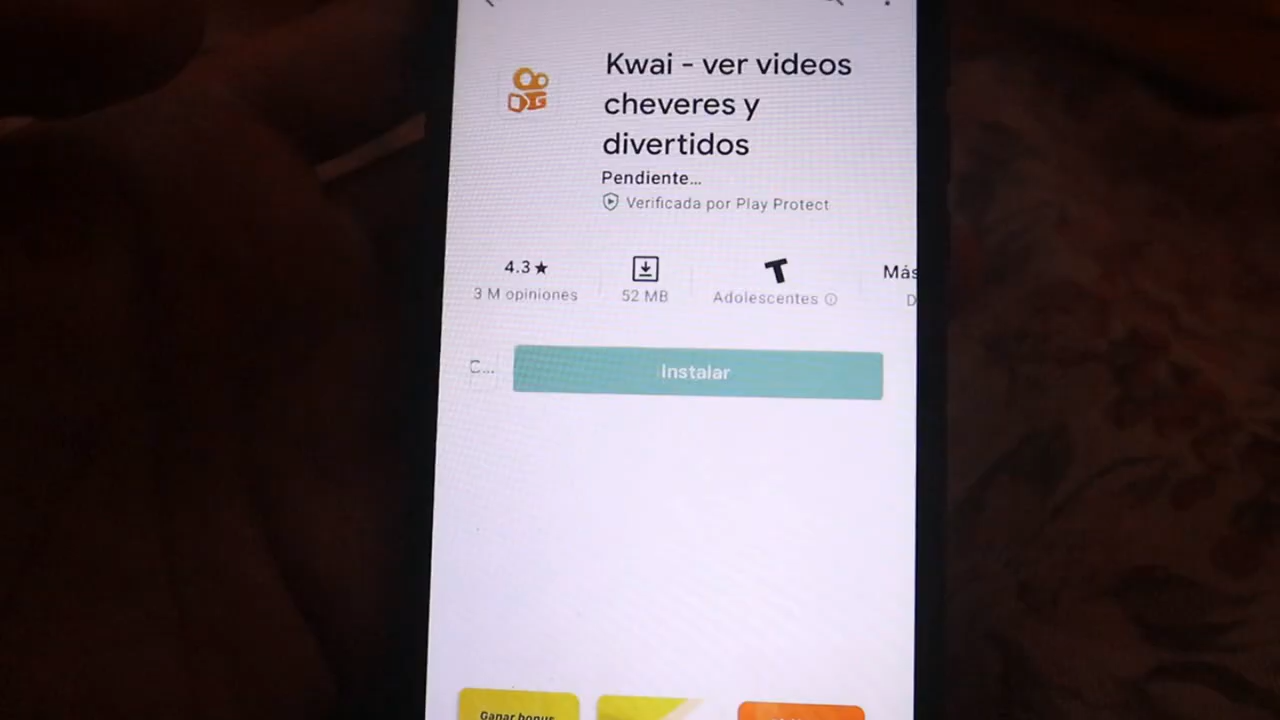 Kwai - ver videos
cheveres y
divertidos
Pendiente...
Verificada por Play Protect
4.3★
3 M opiniones
52 MB
Adolescentes
Más
D
C...
Instalar
Ganar bonus